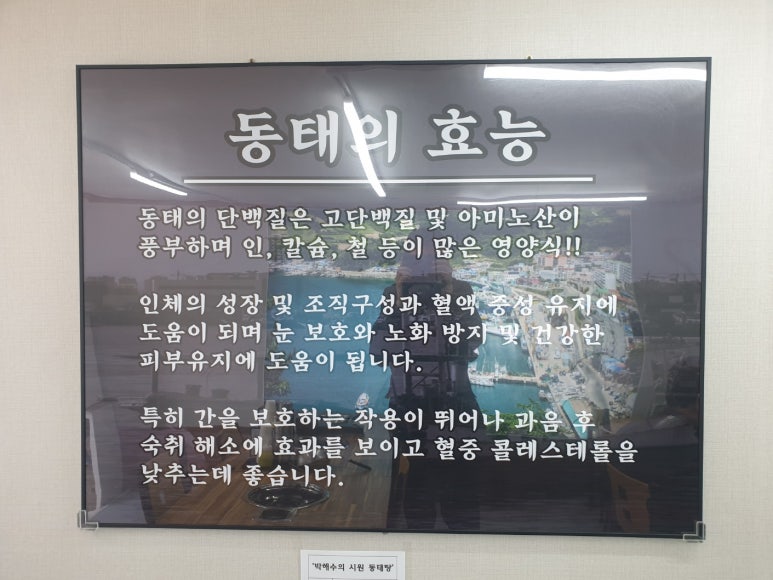 동태의 효능
동태의 단백질은 고단백질 및 아미노산이
풍부하며 인, 칼슘, 철 등이 많은 영양식!!
인체의 성장 및 조직구성과 혈액 중성 유지에
도움이 되며 눈 보호와 노화 방지 및 건강한
피부유지에 도움이 됩니다.
특히 간을 보호하는 작용이 뛰어나 과음 후
숙취 해소에 효과를 보이고 혈중 콜레스테롤을
낮추는데 좋습니다.
'박해수의 시원 동태탕'